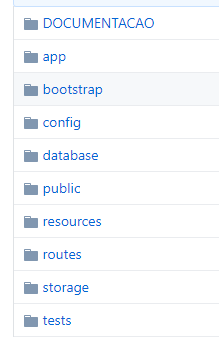 DOCUMENTACAO
app
bootstrap
config
database
public
resources
routes
storage
tests